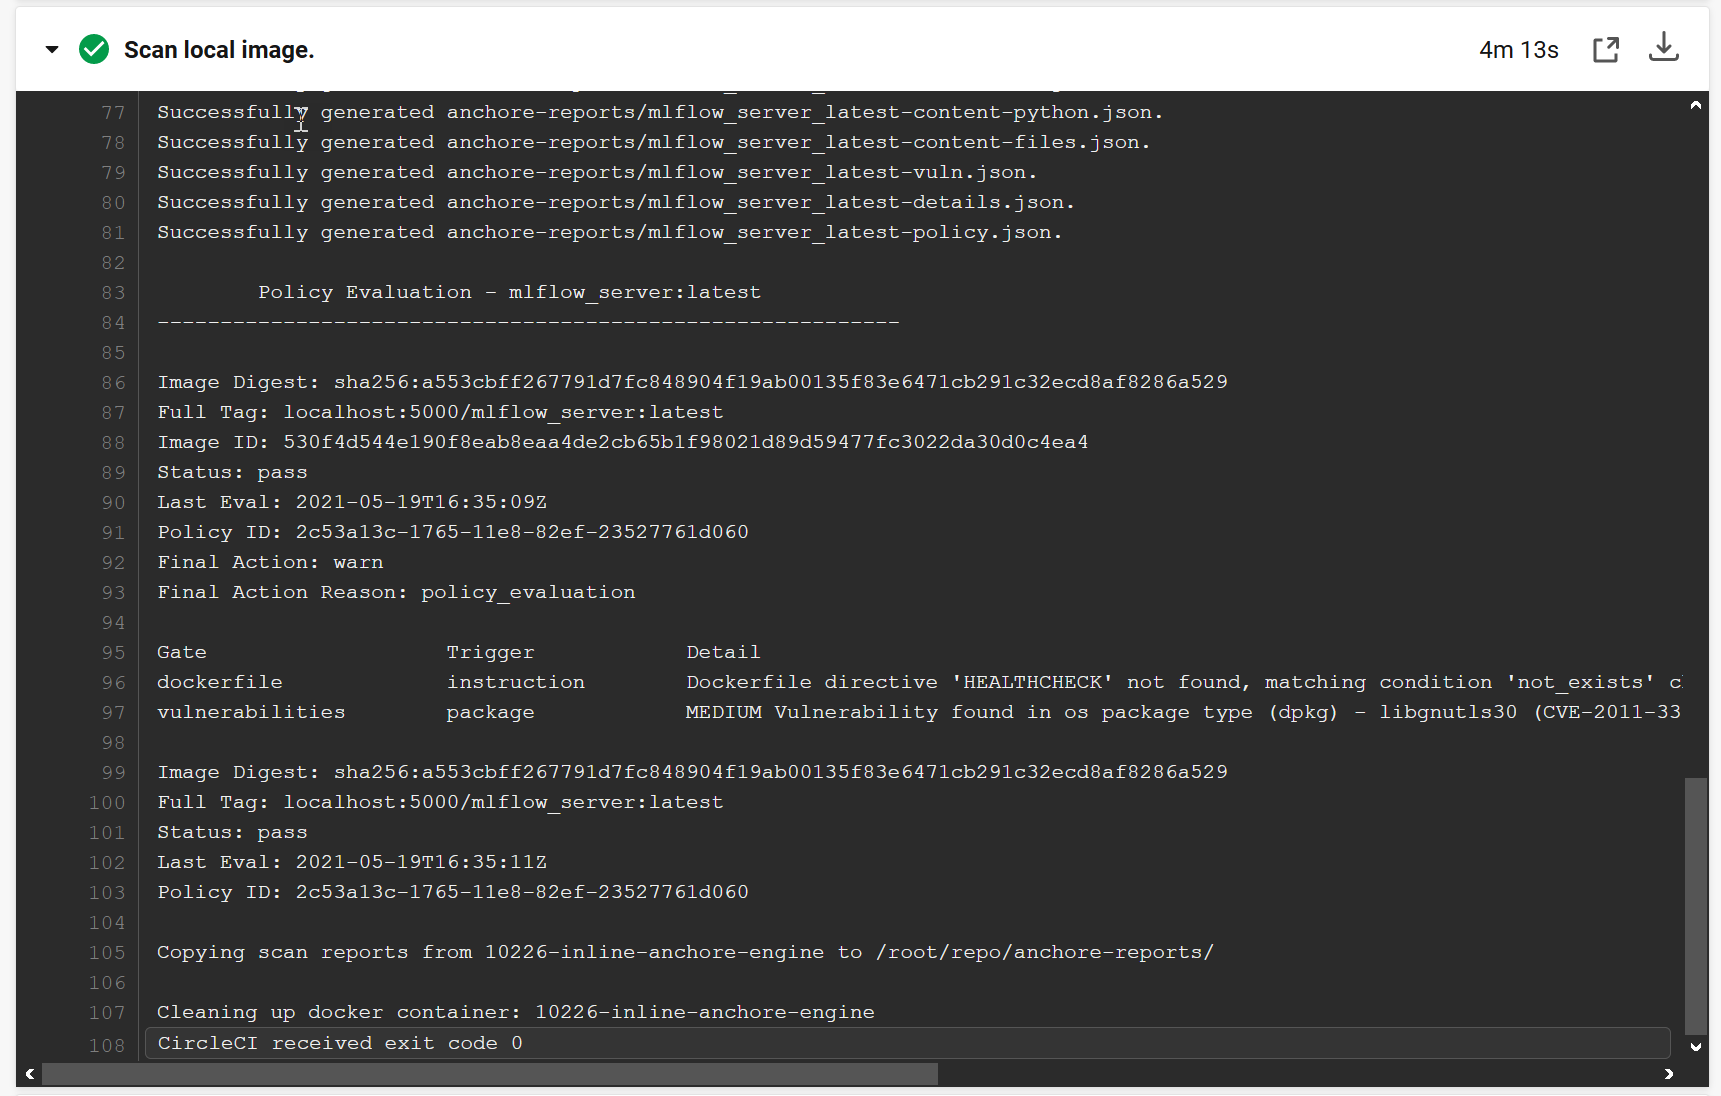 Scan local image.
4m 13s
77 Successfully generated anchore-reports/mlflow_server_latest-content-python.json.
78 Successfully generated anchore-reports/mlflow_server_latest-content-files.json.
79 Successfully generated anchore-reports/mlflow_server_latest-vuln.json.
80 Successfully generated anchore-reports/mlflow_server_latest-details.json.
81 Successfully generated anchore-reports/mlflow_server_latest-policy.json.
82
83 Policy Evaluation - mlflow_server:latest
84 -----------------------------------------------------------
85
86 Image Digest: sha256:a553cbff267791d7fc848904f19ab00135f83e6471cb291c32ecd8af8286a529
87 Full Tag: localhost:5000/mlflow_server:latest
88 Image ID: 530f4d544e190f8eab8eaa4de2cb65b1f98021d89d59477fc3022da30d0c4ea4
89 Status: pass
90 Last Eval: 2021-05-19T16:35:09Z
91 Policy ID: 2c53a13c-1765-11e8-82ef-23527761d060
92 Final Action: warn
93 Final Action Reason: policy_evaluation
94
95 Gate Trigger Detail
96 dockerfile instruction Dockerfile directive 'HEALTHCHECK' not found, matching condition 'not_exists' c
97 vulnerabilities package MEDIUM Vulnerability found in os package type (dpkg) - libgnutls30 (CVE-2011-33
98
99 Image Digest: sha256:a553cbff267791d7fc848904f19ab00135f83e6471cb291c32ecd8af8286a529
100 Full Tag: localhost:5000/mlflow_server:latest
101 Status: pass
102 Last Eval: 2021-05-19T16:35:11Z
103 Policy ID: 2c53a13c-1765-11e8-82ef-23527761d060
104
105 Copying scan reports from 10226-inline-anchore-engine to /root/repo/anchore-reports/
106
107 Cleaning up docker container: 10226-inline-anchore-engine
108 CircleCI received exit code 0